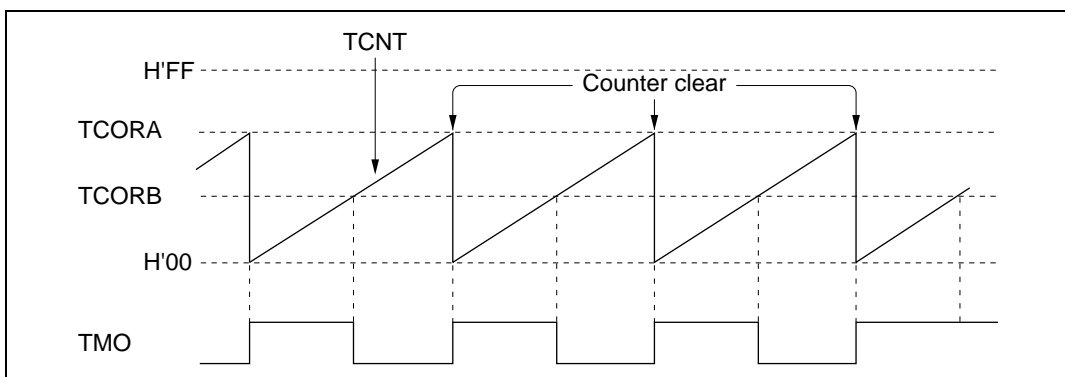 TCNT
H'FF
Counter clear
TCORA
TCORB
H'00
TMO